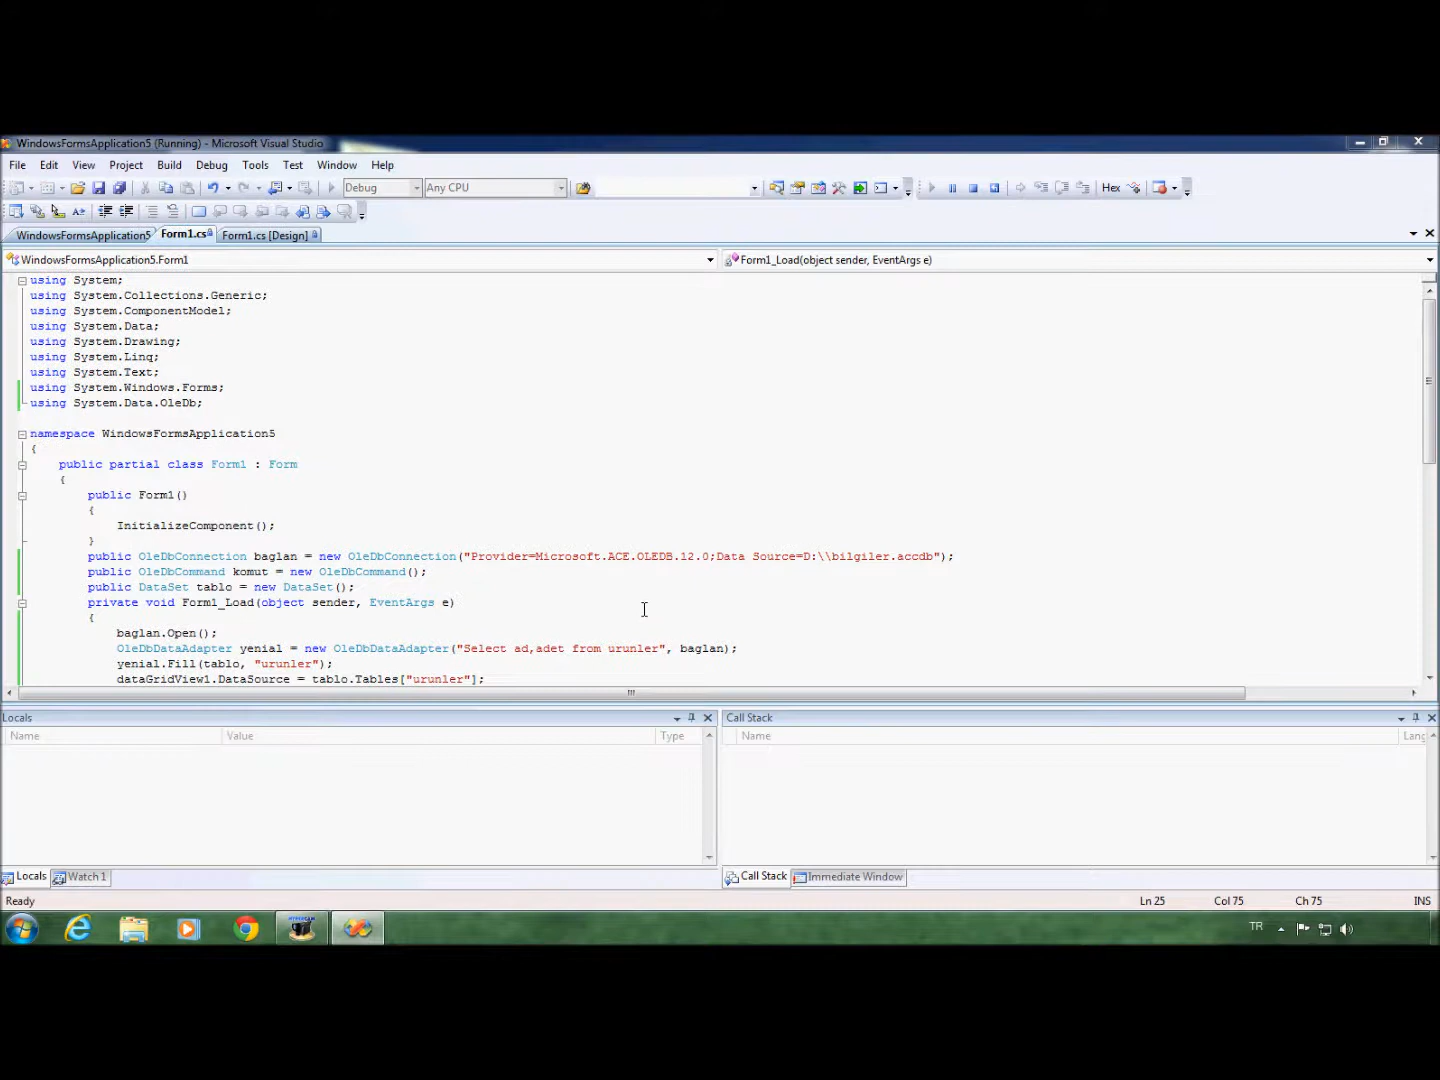 WindowsFormsApplication5 (Running) - Microsoft Visual Studio
File Edit View Project Build Debug Tools Test Window Help
Debug Any CPU Hex
WindowsFormsApplication5 Form1.cs Form1.cs [Design]
WindowsFormsApplication5.Form1 Form1_Load(object sender, EventArgs e)
using System;
using System.Collections.Generic;
using System.ComponentModel;
using System.Data;
using System.Drawing;
using System.Linq;
using System.Text;
using System.Windows.Forms;
using System.Data.OleDb;
namespace WindowsFormsApplication5
{
public partial class Form1 : Form
{
public Form1()
{
InitializeComponent();
}
public OleDbConnection baglan = new OleDbConnection("Provider=Microsoft.ACE.OLEDB.12.0;Data Source=D:\\bilgiler.accdb");
public OleDbCommand komut = new OleDbCommand();
public DataSet tablo = new DataSet();
private void Form1_Load(object sender, EventArgs e)
{
baglan.Open();
OleDbDataAdapter yenial = new OleDbDataAdapter("Select ad,adet from urunler", baglan);
yenial.Fill(tablo, "urunler");
dataGridView1.DataSource = tablo.Tables["urunler"];
Locals Call Stack
Name Value Type Name Lang
Locals Watch 1 Call Stack Immediate Window
Ready Ln 25 Col 75 Ch 75 INS
TR